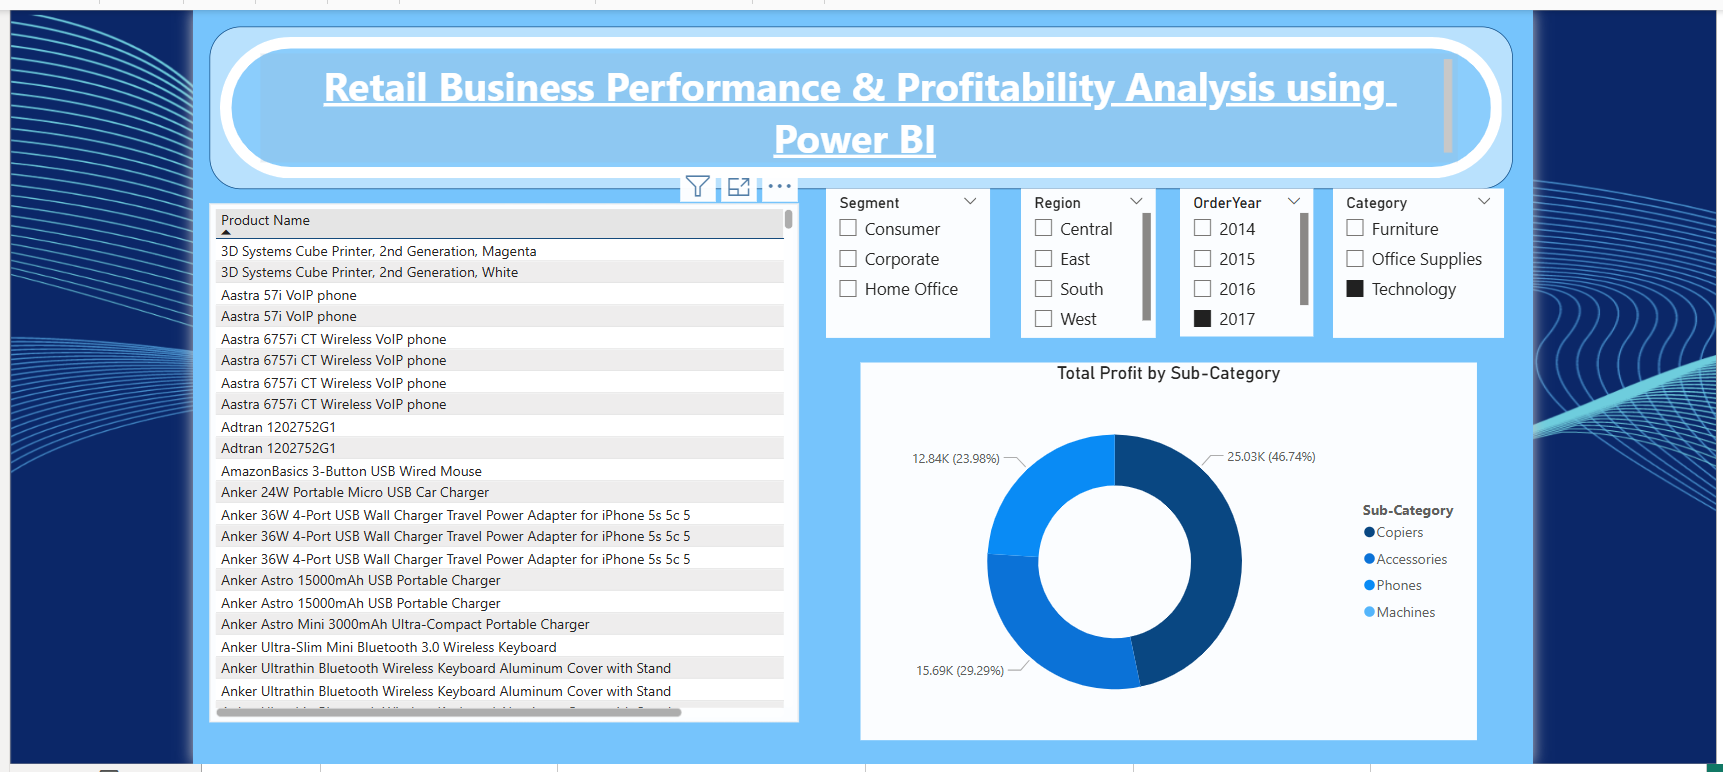 Retail Business Performance & Profitability Analysis using
Power BI
Product Name
3D Systems Cube Printer, 2nd Generation, Magenta
3D Systems Cube Printer, 2nd Generation, White
Aastra 57i VoIP phone
Aastra 57i VoIP phone
Aastra 6757i CT Wireless VoIP phone
Aastra 6757i CT Wireless VoIP phone
Aastra 6757i CT Wireless VoIP phone
Aastra 6757i CT Wireless VoIP phone
Adtran 1202752G1
Adtran 1202752G1
AmazonBasics 3-Button USB Wired Mouse
Anker 24W Portable Micro USB Car Charger
Anker 36W 4-Port USB Wall Charger Travel Power Adapter for iPhone 5s 5c 5
Anker 36W 4-Port USB Wall Charger Travel Power Adapter for iPhone 5s 5c 5
Anker 36W 4-Port USB Wall Charger Travel Power Adapter for iPhone 5s 5c 5
Anker Astro 15000mAh USB Portable Charger
Anker Astro 15000mAh USB Portable Charger
Anker Astro Mini 3000mAh Ultra-Compact Portable Charger
Anker Ultra-Slim Mini Bluetooth 3.0 Wireless Keyboard
Anker Ultrathin Bluetooth Wireless Keyboard Aluminum Cover with Stand
Anker Ultrathin Bluetooth Wireless Keyboard Aluminum Cover with Stand
Segment
Consumer
Corporate
Home Office
Region
Central
East
South
West
OrderYear
2014
2015
2016
2017
Category
Furniture
Office Supplies
Technology
Total Profit by Sub-Category
12.84K (23.98%)
25.03K (46.74%)
15.69K (29.29%)
Sub-Category
Copiers
Accessories
Phones
Machines